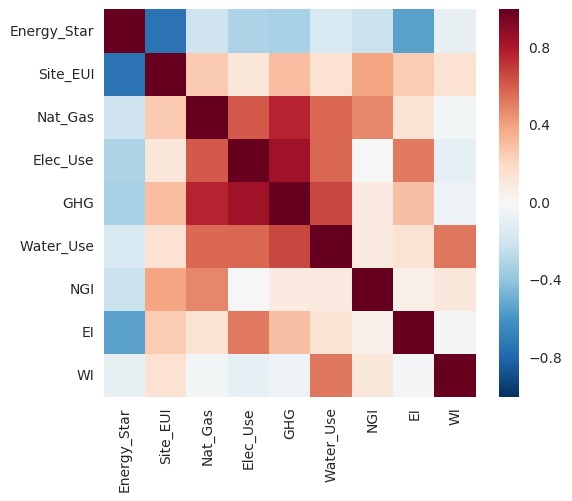 Energy_Star
Site_EUI
Nat_Gas
Elec_Use
GHG
Water_Use
NGI
EI
WI
Energy_Star
Site_EUI
Nat_Gas
Elec_Use
GHG
Water_Use
NGI
EI
WI
0.8
0.4
0.0
−0.4
−0.8